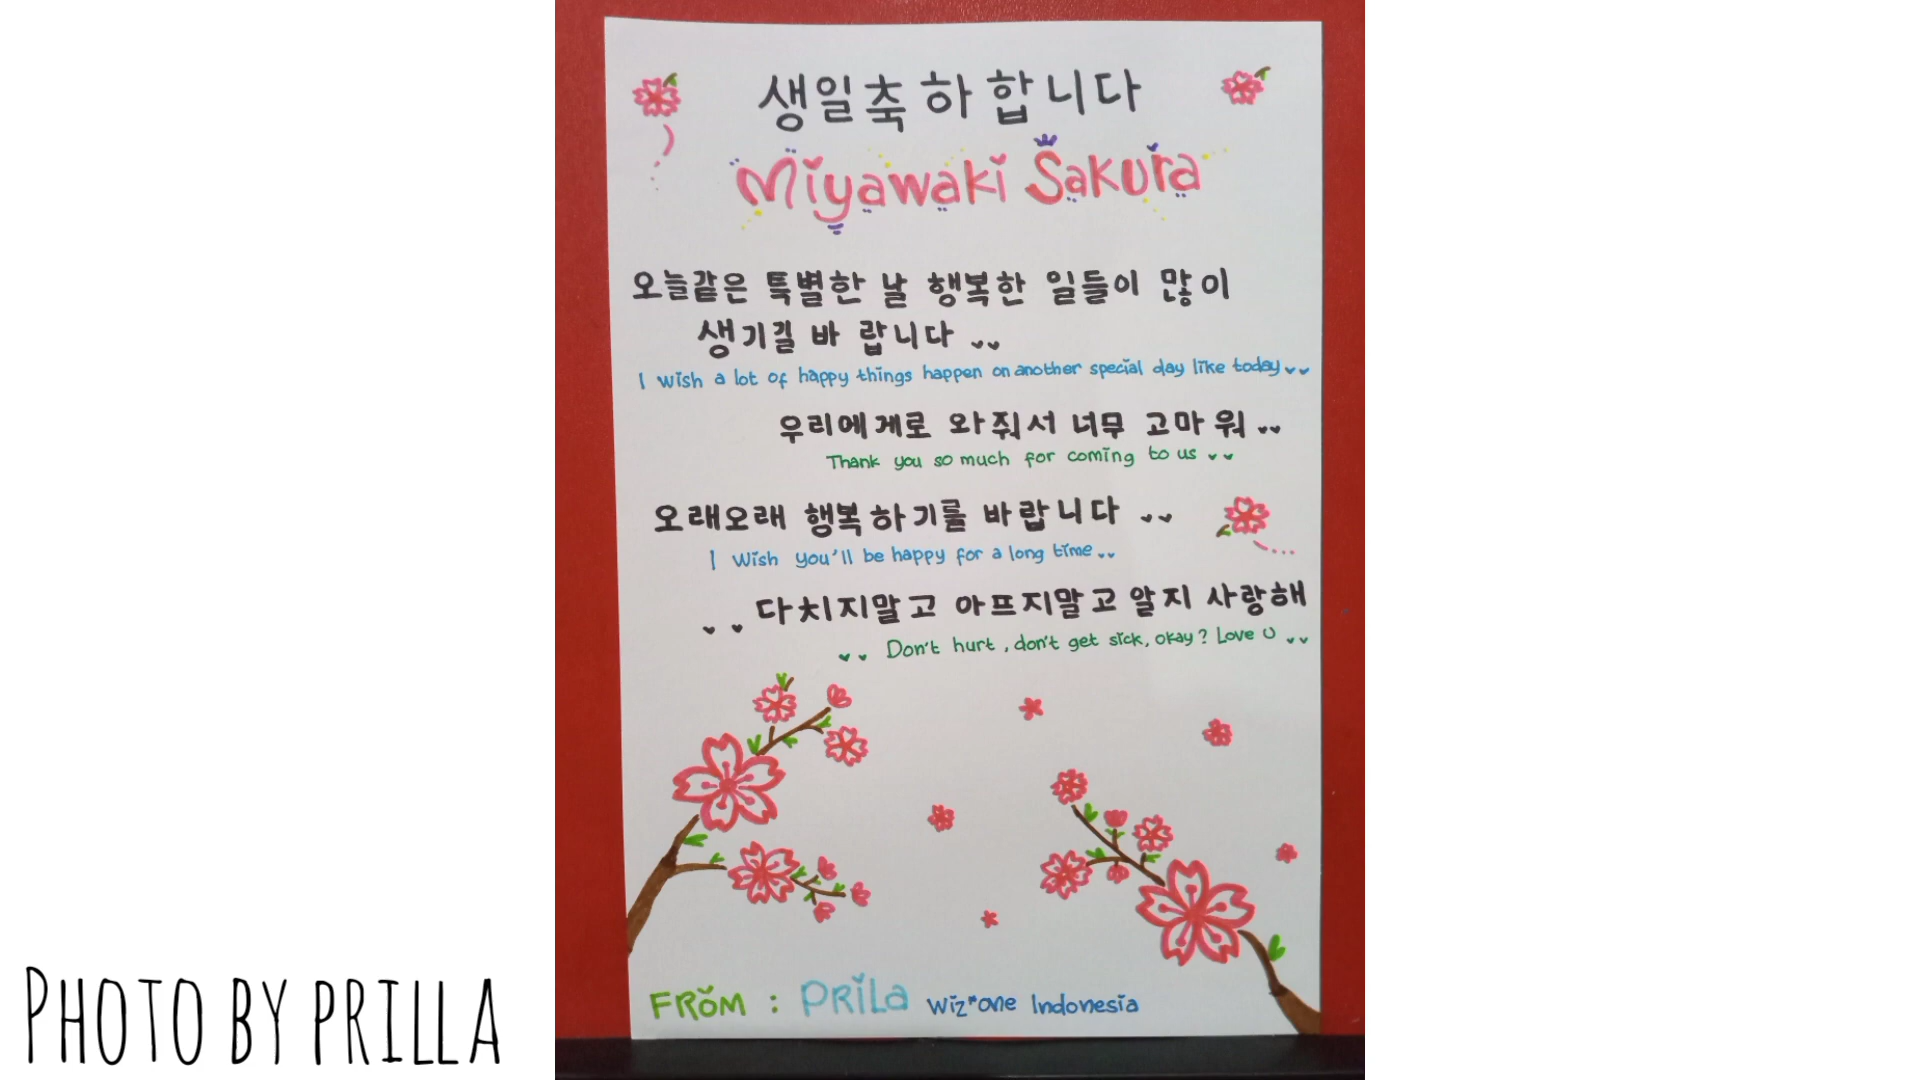 생일축하합니다
Miyawaki Sakura
오늘같은 특별한 날 행복한 일들이 많이
생기길 바랍니다
I wish a lot of happy things happen on another special day like today
우리에게로 와줘서 너무 고마워
Thank you so much for coming to us
오래오래 행복하기를 바랍니다
I wish you'll be happy for a long time
다치지말고 아프지말고 알지 사랑해
Don't hurt, don't get sick, okay? Love U
FROM : PRiLa Wiz*one Indonesia
PHOTO BY PRILLA